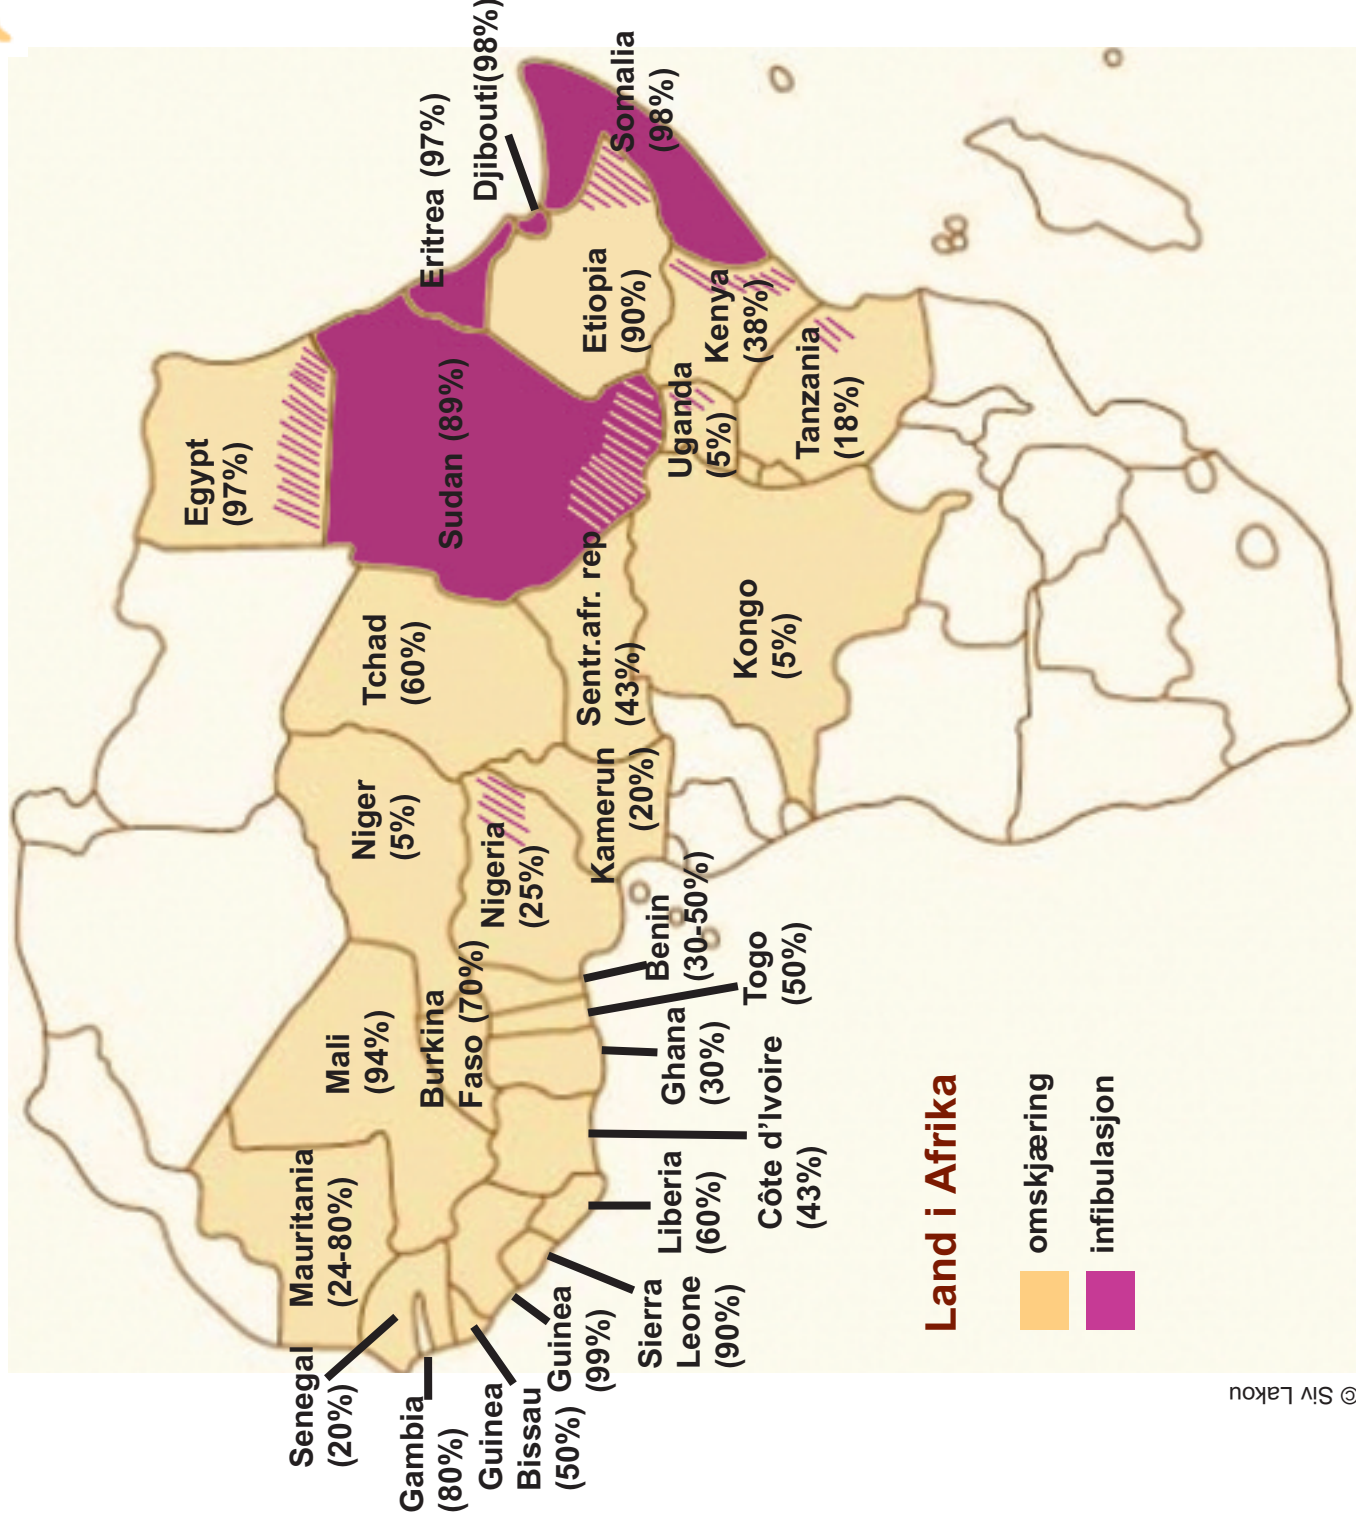 Egypt
(97%)
Eritrea (97%)
Djibouti(98%)
Somalia
(98%)
Sudan (89%)
Etiopia
(90%)
Kenya
(38%)
Uganda
(5%)
Tanzania
(18%)
Tchad
(60%)
Sentr.afr. rep
(43%)
Kongo
(5%)
Niger
(5%)
Nigeria
(25%)
Kamerun
(20%)
Mali
(94%)
Burkina
Faso (70%)
Benin
(30-50%)
Togo
(50%)
Ghana
(30%)
Côte d'Ivoire
(43%)
Mauritania
(24-80%)
Liberia
(60%)
Sierra
Leone
(90%)
Guinea
(99%)
Senegal
(20%)
Gambia
(80%)
Guinea
Bissau
(50%)
Land i Afrika
omskjæring
infibulasjon
© Siv Lakou